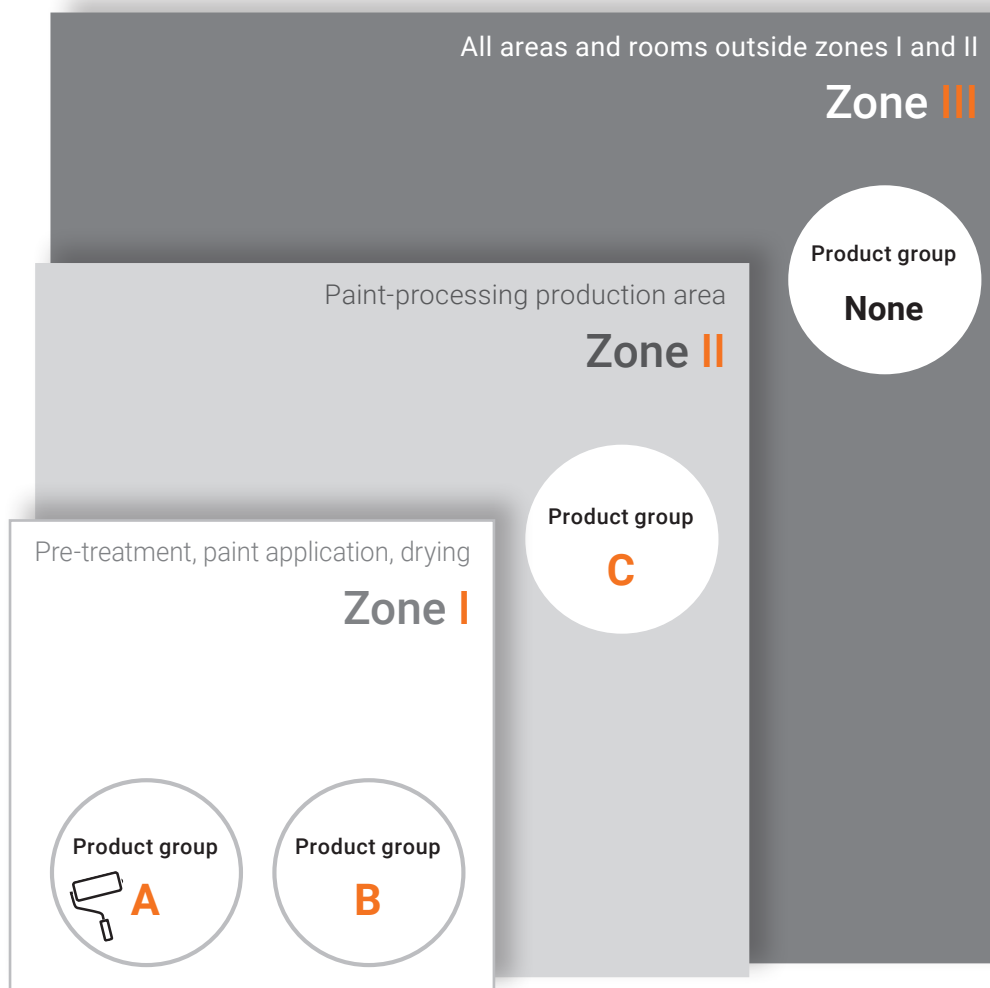 All areas and rooms outside zones I and II
Zone III
Product group
None
Paint-processing production area
Zone II
Product group
C
Pre-treatment, paint application, drying
Zone I
Product group
A
Product group
B